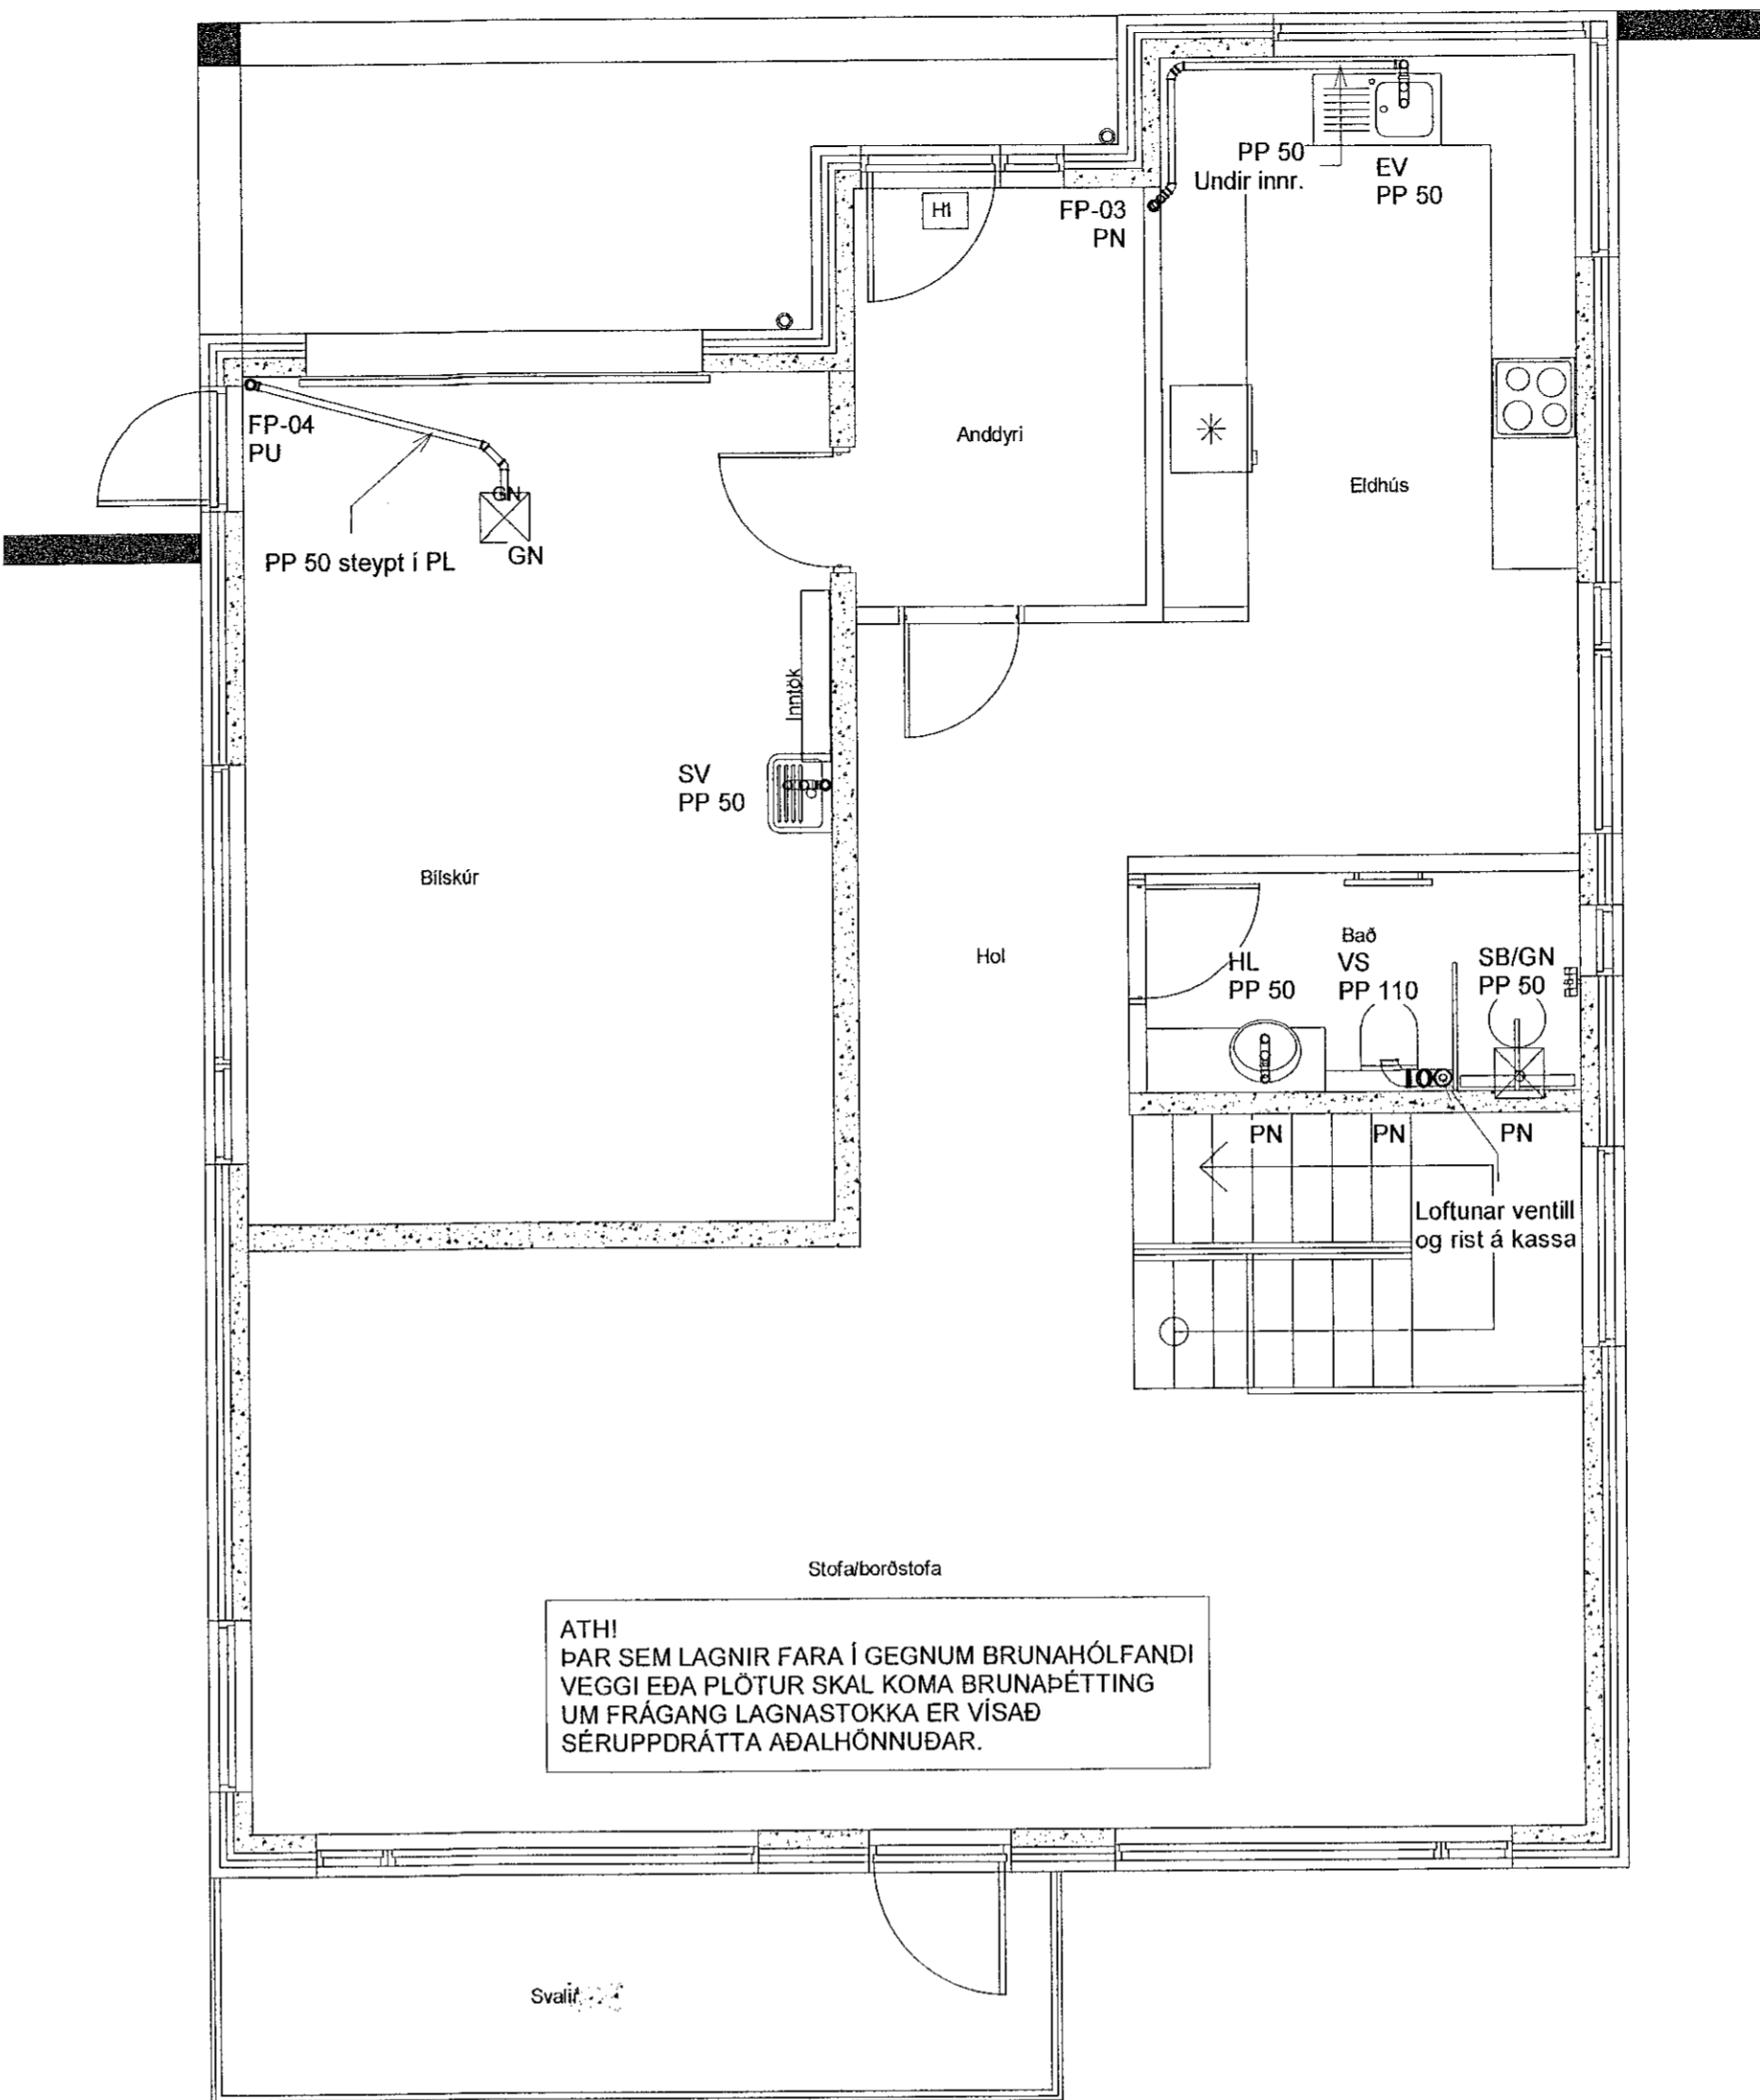 PP 50
Undir innr.
EV
PP 50
H1
FP-03
PN
FP-04
PU
GN
GN
PP 50 steypt í PL
Anddyri
Eldhús
Inntök
SV
PP 50
Bílskúr
Hol
Bað
HL
PP 50
VS
PP 110
SB/GN
PP 50
PN
PN
PN
Loftunar ventill
og rist á kassa
Stofa/borðstofa
ATH!
ÞAR SEM LAGNIR FARA Í GEGNUM BRUNAHÓLFANDI
VEGGI EÐA PLÖTUR SKAL KOMA BRUNAÞÉTTING
UM FRÁGANG LAGNASTOKKA ER VÍSAÐ
SÉRUPPDRÁTTA AÐALHÖNNUÐAR.
Svalir